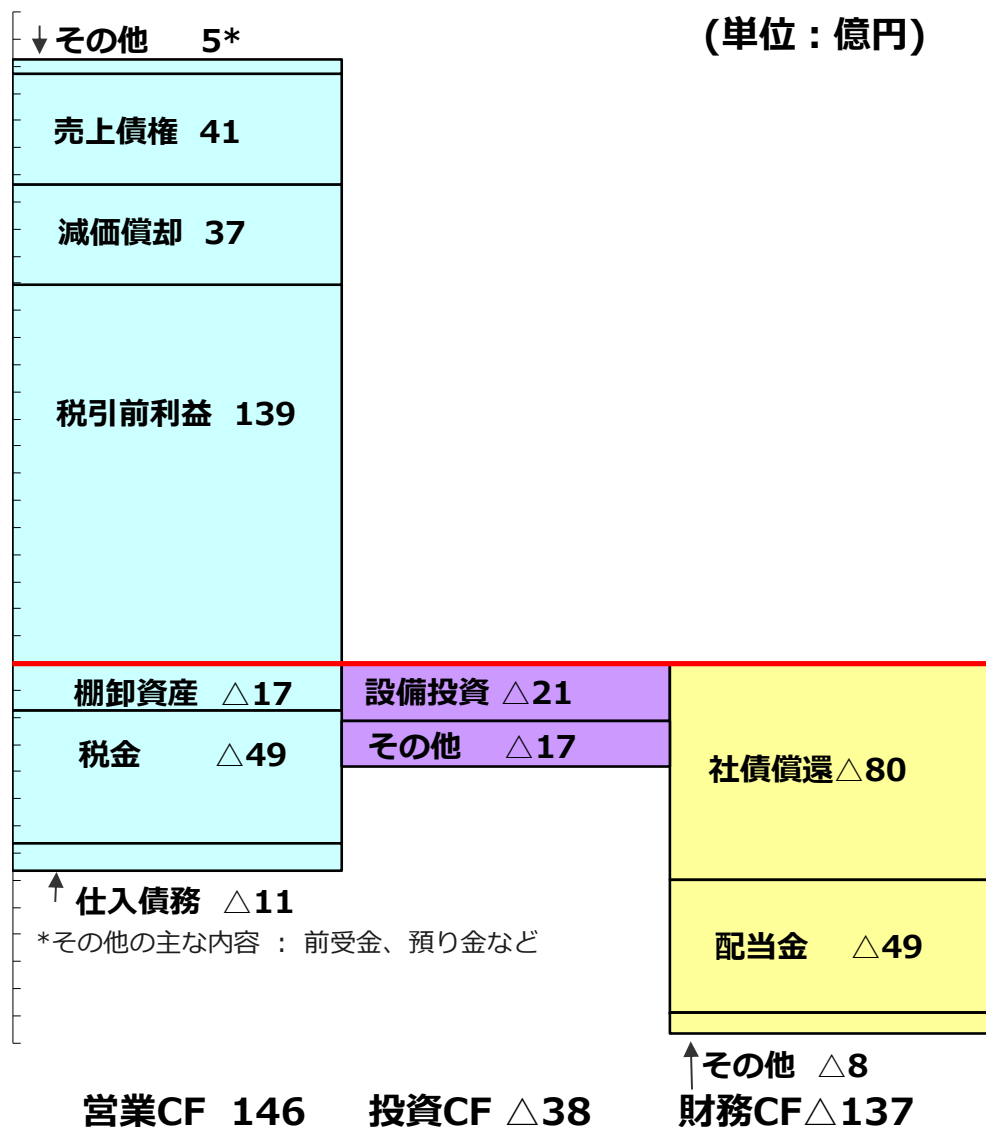 (単位：億円)
その他 5*
売上債権 41
減価償却 37
税引前利益 139
棚卸資産 △17
税金 △49
仕入債務 △11
*その他の主な内容 ： 前受金、預り金など
設備投資 △21
その他 △17
社債償還△80
配当金 △49
その他 △8
営業CF 146 投資CF △38 財務CF△137